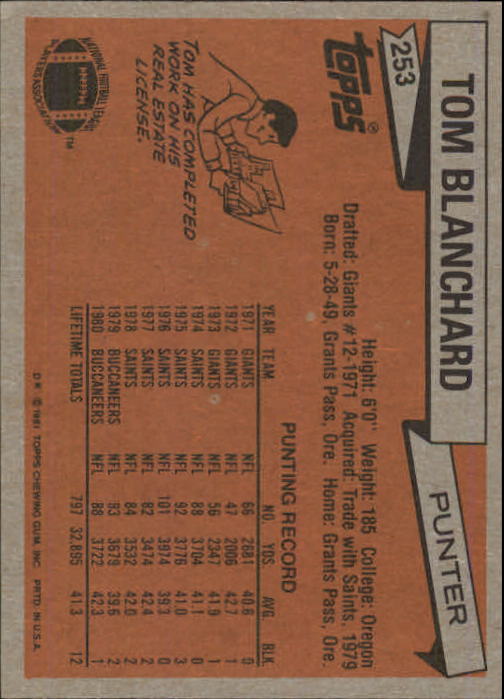 TOM BLANCHARD
PUNTER
253
topps®
Height: 6'0" Weight: 185 College: Oregon
Drafted: Giants #12-1971 Acquired: Trade with Saints, 1979
Born: 5-28-49, Grants Pass, Ore. Home: Grants Pass, Ore.
TOM HAS COMPLETED
WORK ON HIS
REAL ESTATE
LICENSE.
NATIONAL FOOTBALL LEAGUE
PLAYERS ASSOCIATION
TM
PUNTING RECORD
YEAR TEAM NO. YDS. AVG. BLK.
1971 GIANTS NFL 66 2681 40.6 0
1972 GIANTS NFL 47 2006 42.7 1
1973 GIANTS NFL 56 2347 41.9 1
1974 SAINTS NFL 88 3704 41.1 0
1975 SAINTS NFL 92 3776 41.0 3
1976 SAINTS NFL 101 3974 39.3 0
1977 SAINTS NFL 82 3474 42.4 2
1978 SAINTS NFL 84 3532 42.0 2
1979 BUCCANEERS NFL 93 3679 39.6 2
1980 BUCCANEERS NFL 88 3722 42.3 1
LIFETIME TOTALS 797 32,895 41.3 12
© 1981 TOPPS CHEWING GUM, INC. PRTD. IN U.S.A.